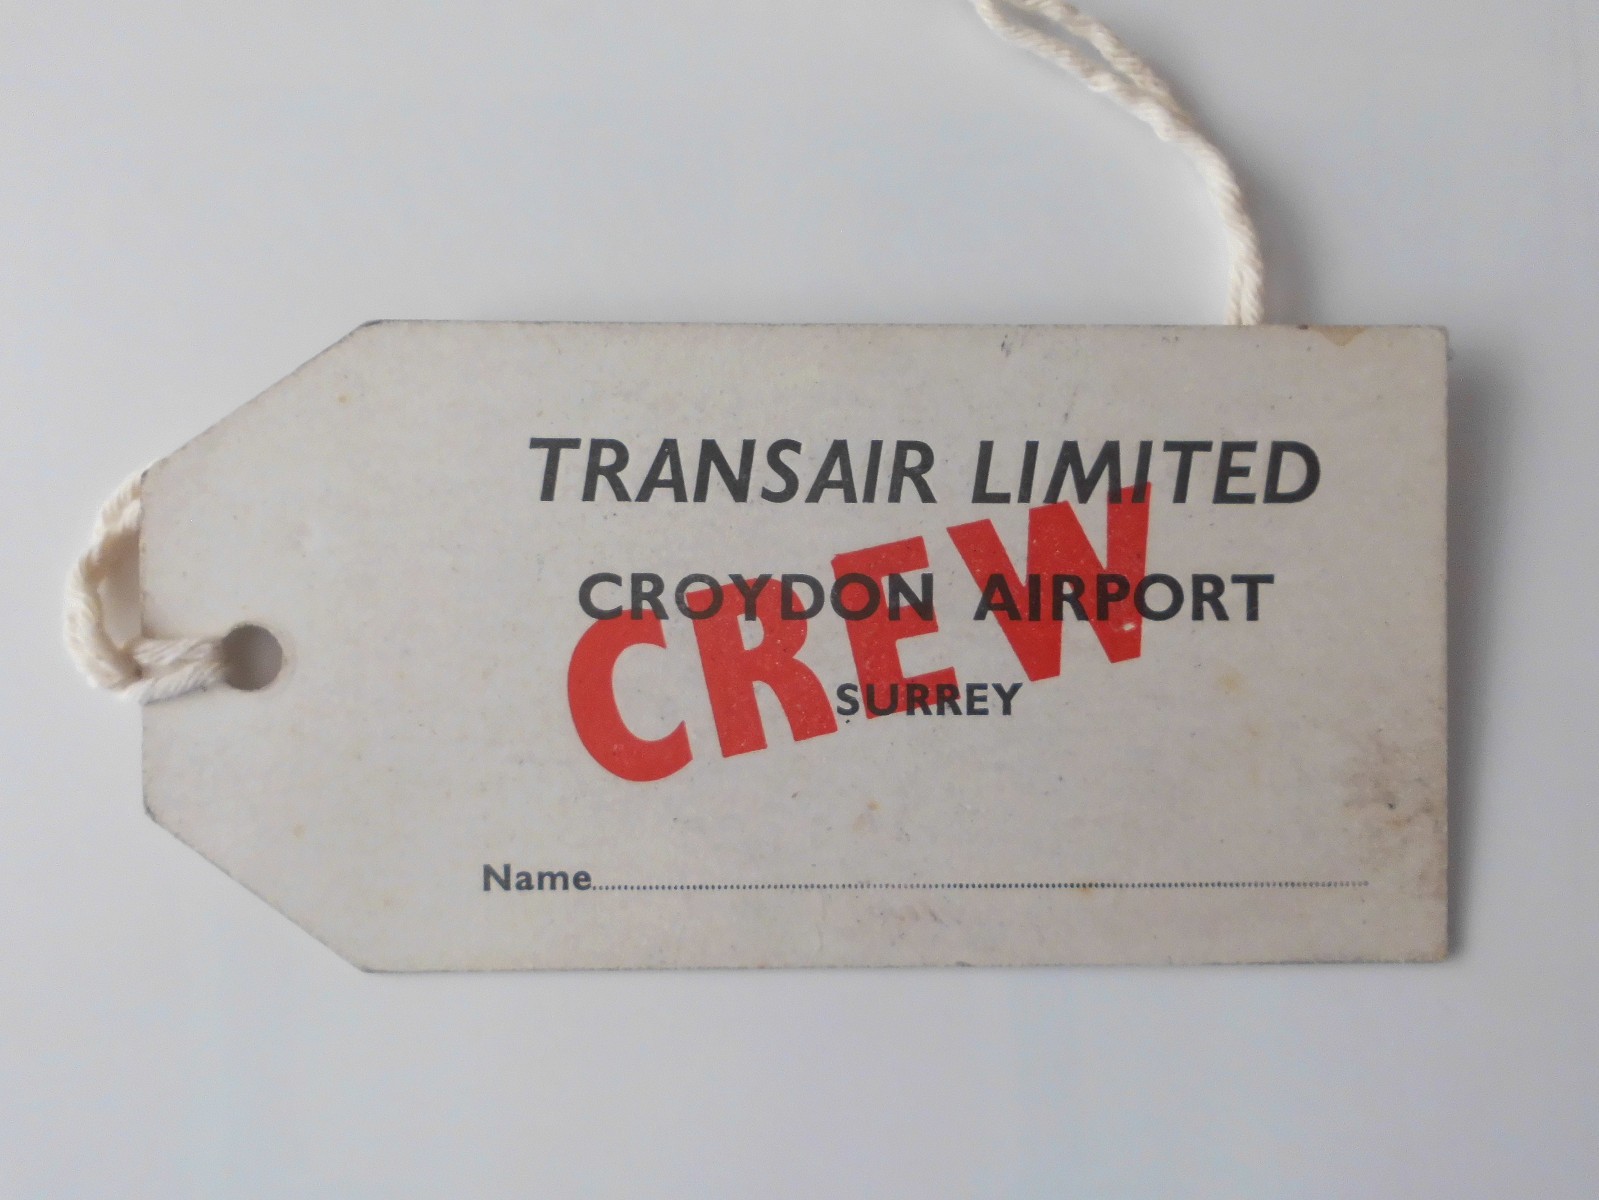 TRANSAIR LIMITED
CROYDON AIRPORT
CREW
SURREY
Name